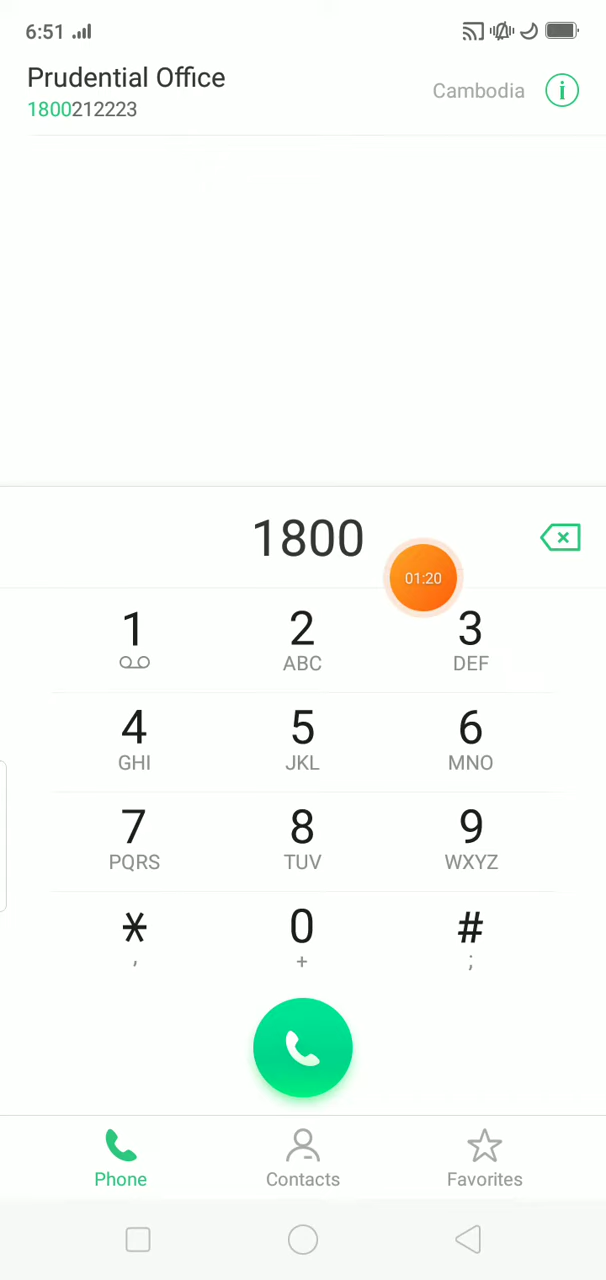 6:51
Prudential Office
1800212223
Cambodia
1800
01:20
1 2 3
ABC DEF
4 5 6
GHI JKL MNO
7 8 9
PQRS TUV WXYZ
* 0 #
, + ;
Phone Contacts Favorites